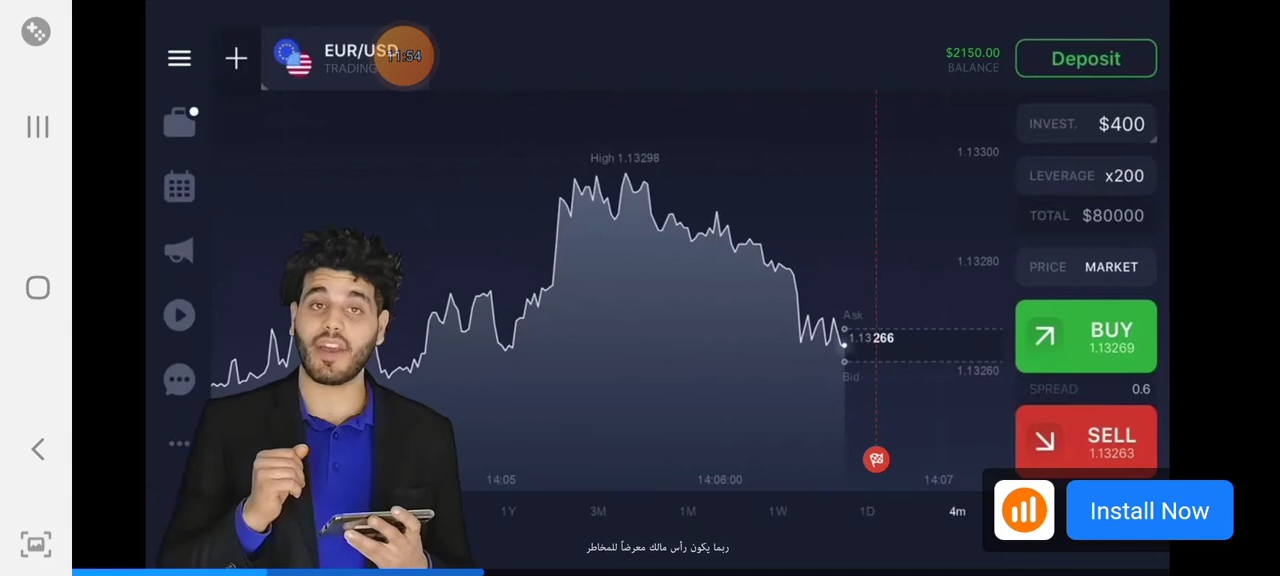 EUR/USD
11:54
TRADING
$2150.00
BALANCE
Deposit
INVEST. $400
High 1.13298
1.13300
LEVERAGE x200
TOTAL $80000
1.13280
PRICE MARKET
Ask
1.13266
BUY
1.13269
1.13260
Bid
SPREAD 0.6
SELL
1.13263
14:05
14:06:00
14:07
1Y
3M
1M
1W
1D
4m
Install Now
ربما يكون رأس مالك معرضاً للمخاطر